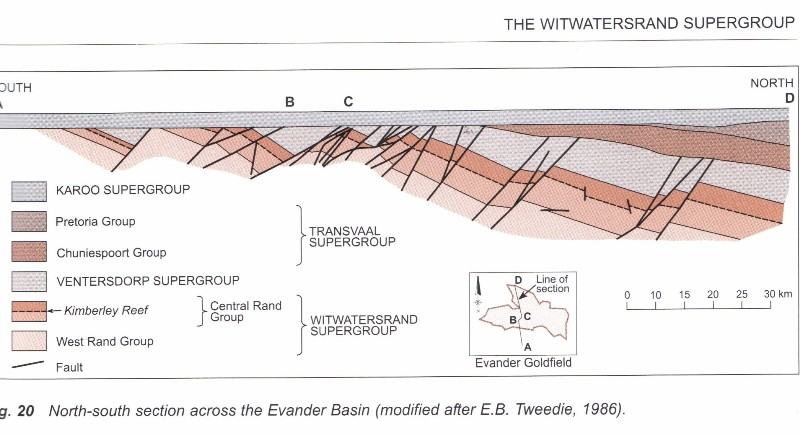 THE WITWATERSRAND SUPERGROUP
OUTH
A
B
C
NORTH
D
KAROO SUPERGROUP
Pretoria Group
Chuniespoort Group
TRANSVAAL
SUPERGROUP
VENTERSDORP SUPERGROUP
Kimberley Reef
Central Rand
Group
West Rand Group
WITWATERSRAND
SUPERGROUP
Fault
D
Line of
section
B
C
A
Evander Goldfield
0 10 15 20 25 30 km
g. 20 North-south section across the Evander Basin (modified after E.B. Tweedie, 1986).